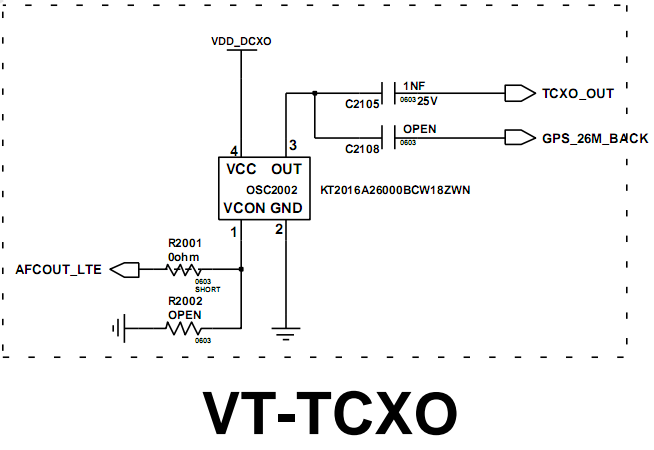 VDD_DCXO
1NF
C2105
0603 25V
TCXO_OUT
OPEN
C2108
0603
GPS_26M_BACK
4
3
VCC OUT
OSC2002
KT2016A26000BCW18ZWN
VCON GND
1
2
R2001
0ohm
AFCOUT_LTE
0603
SHORT
R2002
OPEN
0603
VT-TCXO